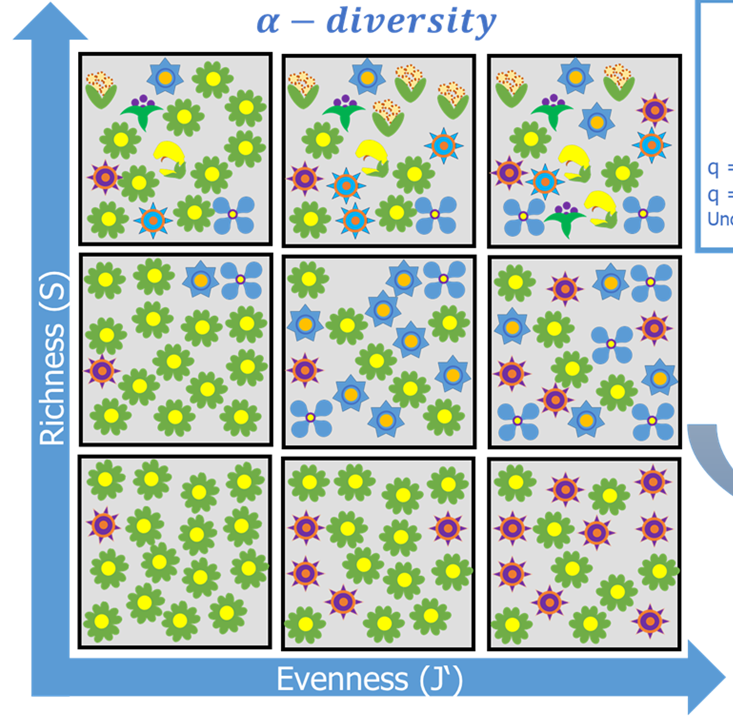 α − diversity
q =
q =
Richness (S)
Evenness (J‘)